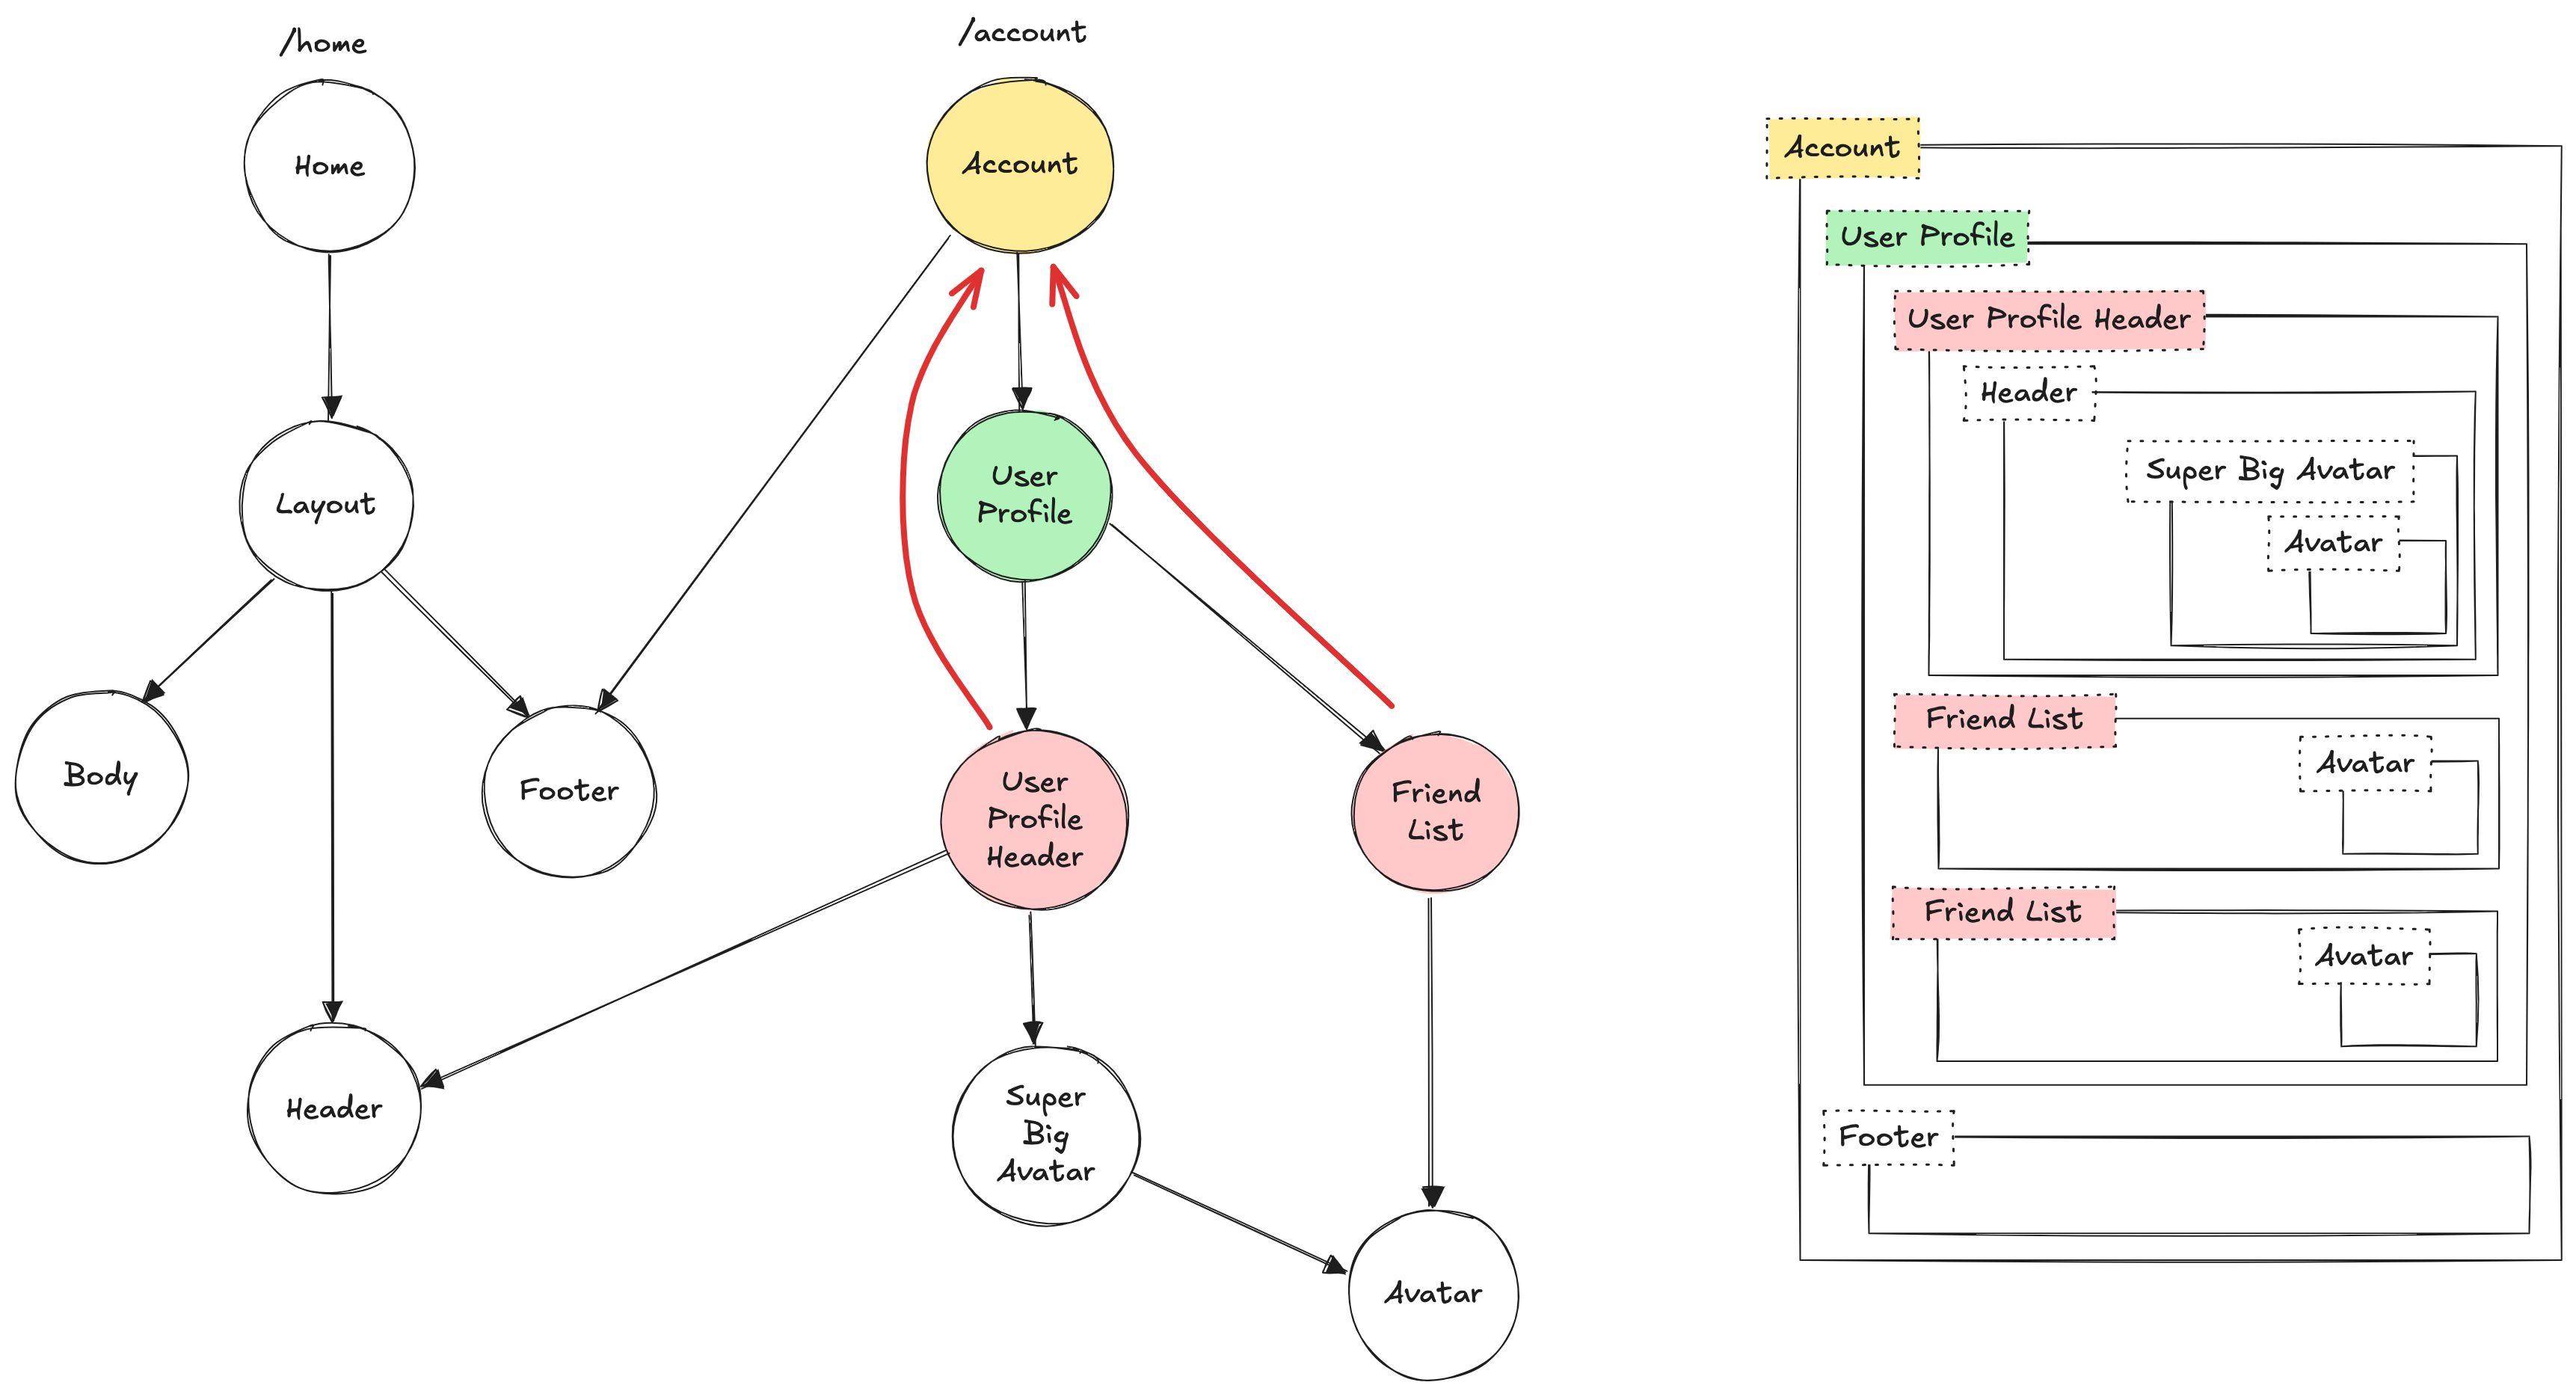 /home
/account
Home
Account
Layout
User
Profile
Body
Footer
User
Profile
Header
Friend
List
Header
Super
Big
Avatar
Avatar
Account
User Profile
User Profile Header
Header
Super Big Avatar
Avatar
Friend List
Avatar
Friend List
Avatar
Footer